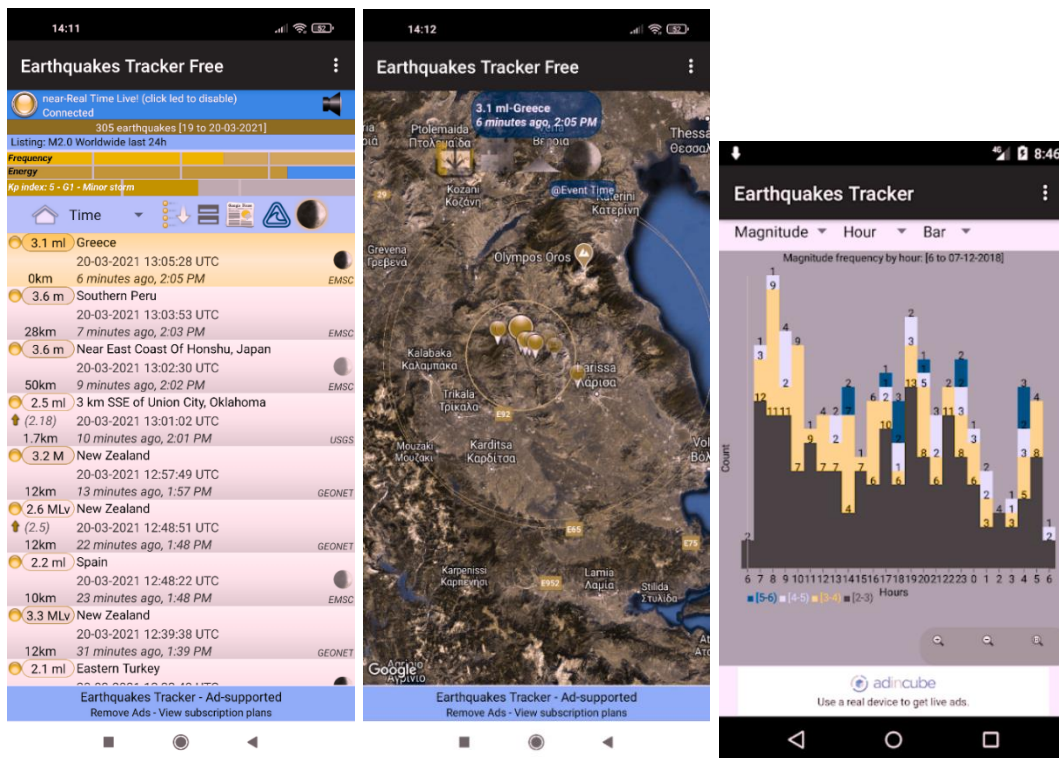 14:11
52
Earthquakes Tracker Free
near-Real Time Live! (click led to disable)
Connected
305 earthquakes [19 to 20-03-2021]
Listing: M2.0 Worldwide last 24h
Frequency
Energy
Kp index: 5 - G1 - Minor storm
Time
3.1 ml Greece
20-03-2021 13:05:28 UTC
0km 6 minutes ago, 2:05 PM EMSC
3.6 m Southern Peru
20-03-2021 13:03:53 UTC
28km 7 minutes ago, 2:03 PM EMSC
3.6 m Near East Coast Of Honshu, Japan
20-03-2021 13:02:30 UTC
50km 9 minutes ago, 2:02 PM EMSC
2.5 ml 3 km SSE of Union City, Oklahoma
(2.18) 20-03-2021 13:01:02 UTC
1.7km 10 minutes ago, 2:01 PM USGS
3.2 M New Zealand
20-03-2021 12:57:49 UTC
12km 13 minutes ago, 1:57 PM GEONET
2.6 MLv New Zealand
(2.5) 20-03-2021 12:48:51 UTC
12km 22 minutes ago, 1:48 PM GEONET
2.2 ml Spain
20-03-2021 12:48:22 UTC
10km 23 minutes ago, 1:48 PM EMSC
3.3 MLv New Zealand
20-03-2021 12:39:38 UTC
12km 31 minutes ago, 1:39 PM GEONET
2.1 ml Eastern Turkey
Earthquakes Tracker - Ad-supported
Remove Ads - View subscription plans
14:12
52
Earthquakes Tracker Free
3.1 ml-Greece
6 minutes ago, 2:05 PM
Ptolemaida
Πτολεμαΐδα
Βέροια
Thess
Θεσσα
29
Kozani
Κοζάνη
@Event Time
Katerini
Κατερίνη
Grevena
Γρεβενά
Olympos Oros
Kalabaka
Καλαμπάκα
Larissa
Λάρισα
Trikala
Τρίκαλα
E92
Mouzaki
Μουζάκι
Karditsa
Καρδίτσα
Vol
Βόλ
E65
E75
Karpenissi
Καρπενήσι
E952
Lamia
Λαμία
Stilida
Στυλίδα
Google
Αγρίνιο
Earthquakes Tracker - Ad-supported
Remove Ads - View subscription plans
4G 8:46
Earthquakes Tracker
Magnitude Hour Bar
Magnitude frequency by hour: [6 to 07-12-2018]
Count
6 7 8 9 10 11 12 13 14 15 16 17 18 19 20 21 22 23 0 1 2 3 4 5 6
[5-6) [4-5) [3-4) [2-3) Hours
adincube
Use a real device to get live ads.